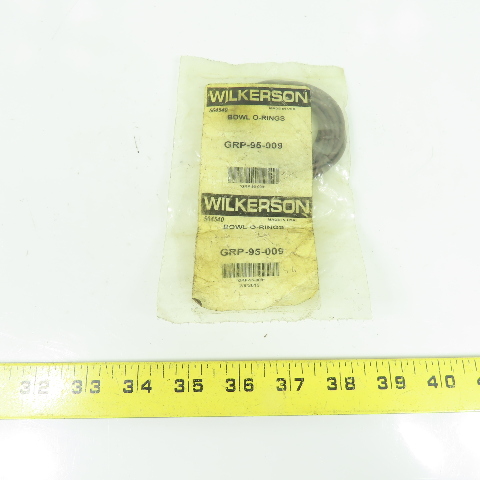 WILKERSON
BOWL O-RINGS
GRP-95-009
WILKERSON
554540
BOWL O-RINGS
GRP-95-009
32 33 34 35 36 37 38 39 40